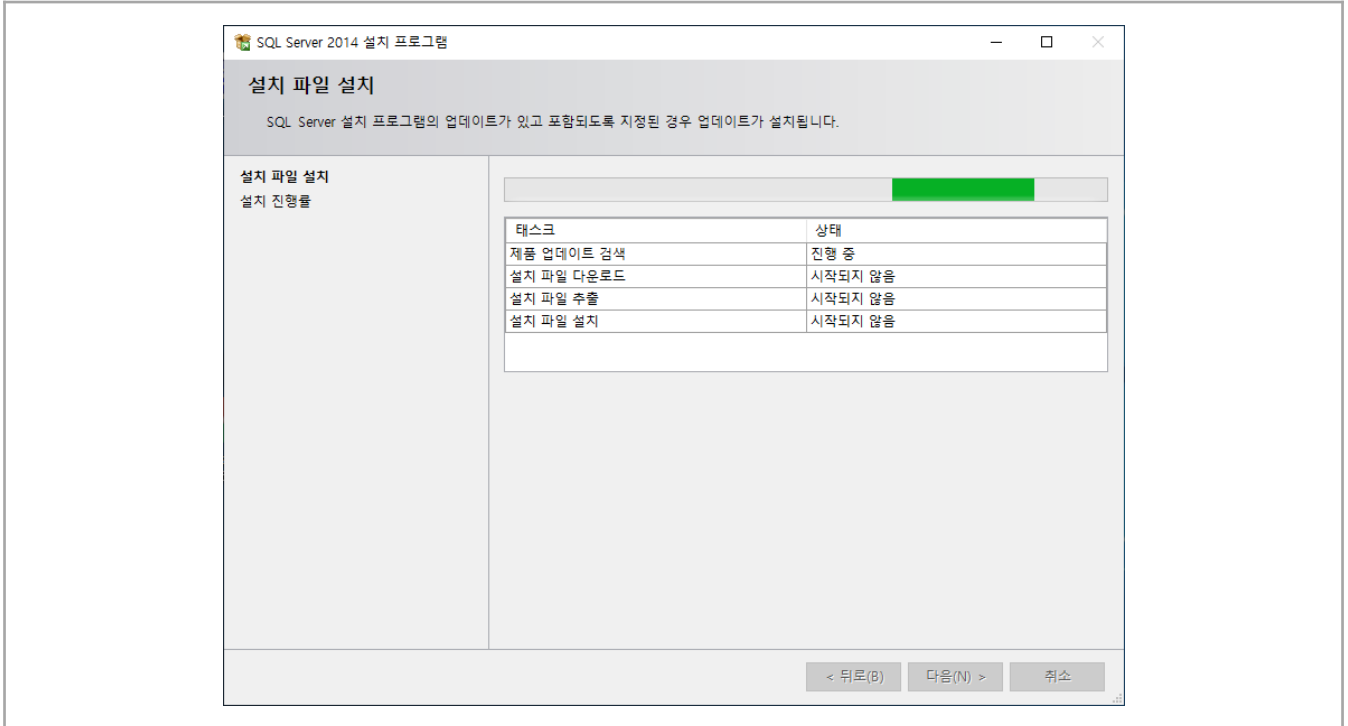 SQL Server 2014 설치 프로그램
설치 파일 설치
SQL Server 설치 프로그램의 업데이트가 있고 포함되도록 지정된 경우 업데이트가 설치됩니다.
설치 파일 설치
설치 진행률
태스크 상태
제품 업데이트 검색 진행 중
설치 파일 다운로드 시작되지 않음
설치 파일 추출 시작되지 않음
설치 파일 설치 시작되지 않음
< 뒤로(B) 다음(N) > 취소